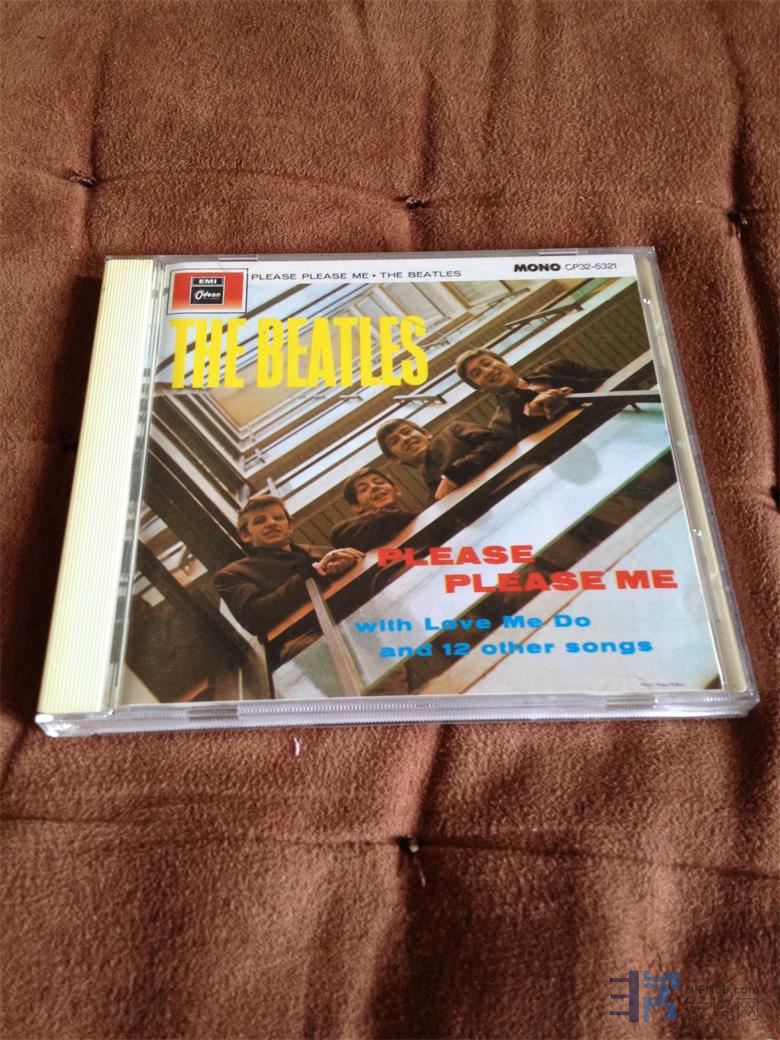 EMI
Odeon
PLEASE PLEASE ME • THE BEATLES
MONO CP32-5321
THE BEATLES
PLEASE
PLEASE ME
with Love Me Do
and 12 other songs